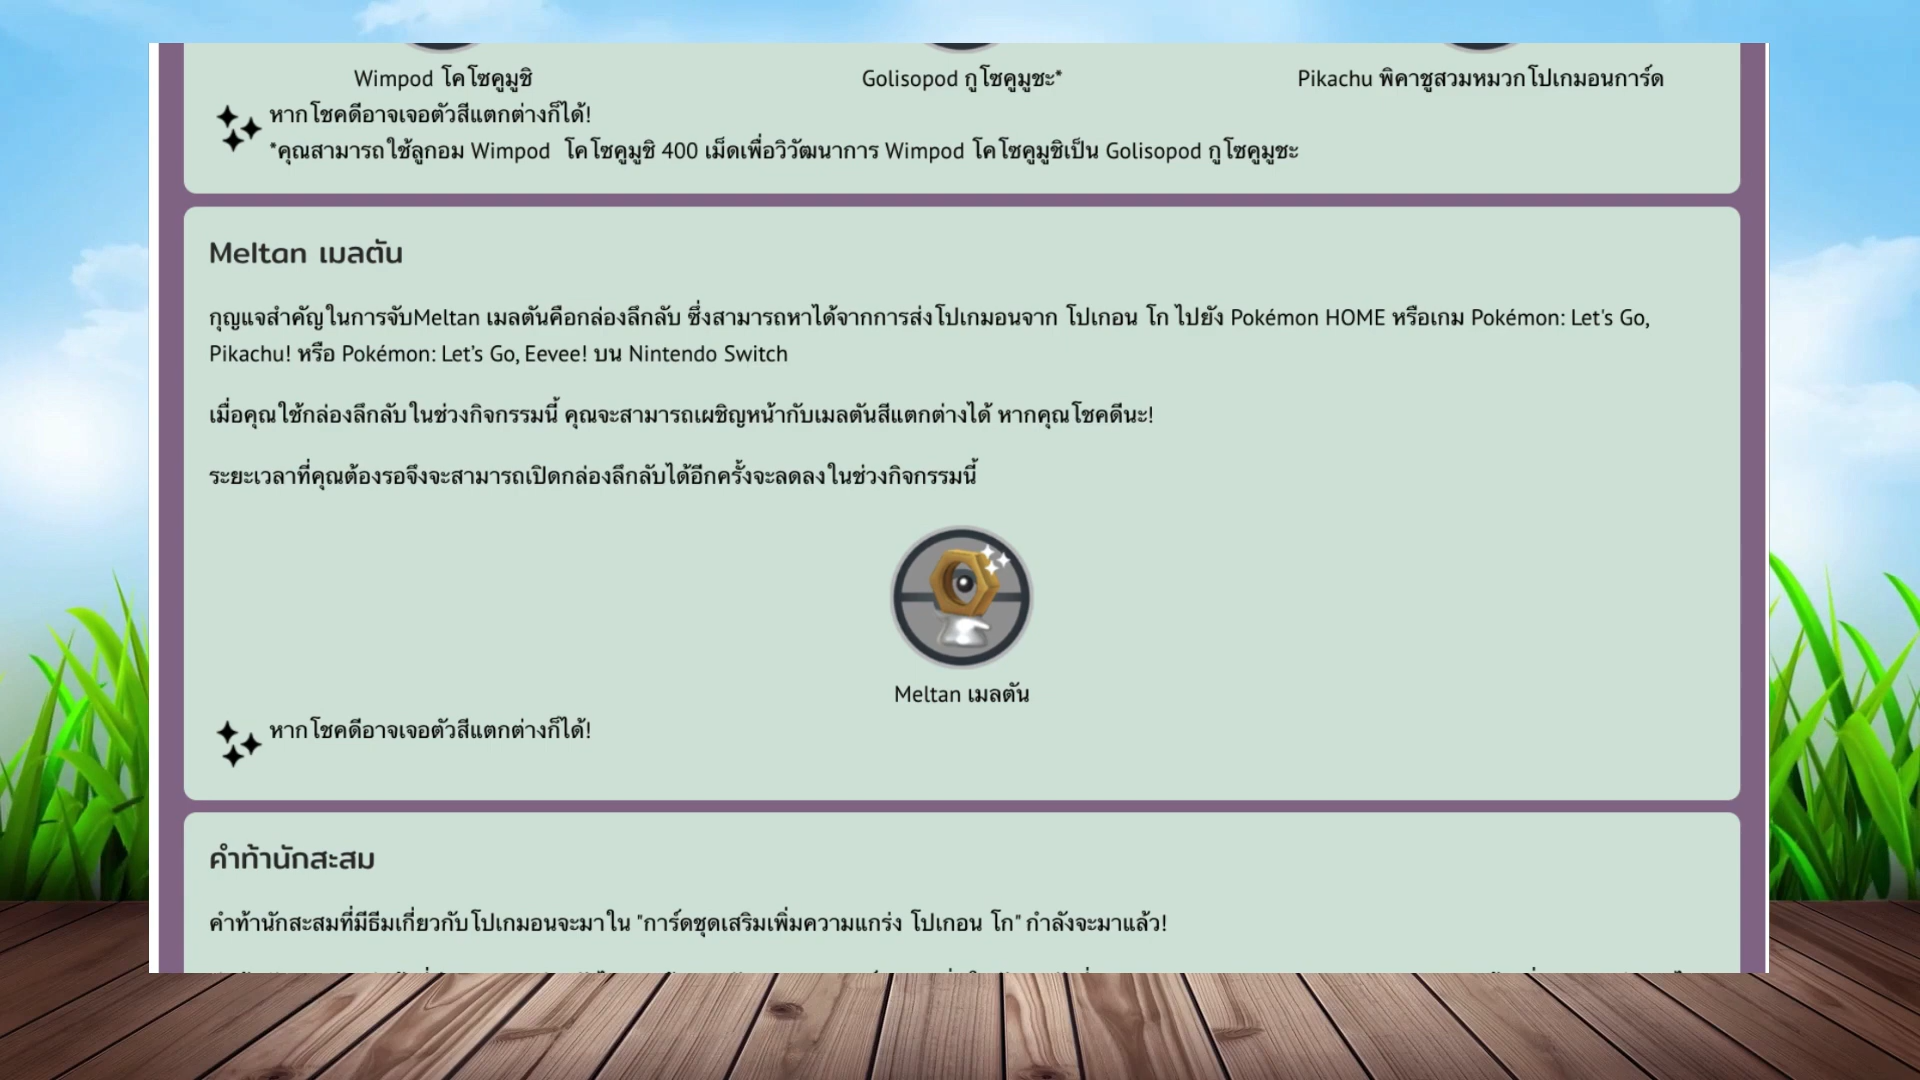 Wimpod โคโซคูมูชิ
Golisopod กูโซคูมูชะ*
Pikachu พิคาชูสวมหมวกโปเกมอนการ์ด
หากโชคดีอาจเจอตัวสีแตกต่างก็ได้!
*คุณสามารถใช้ลูกอม Wimpod โคโซคูมูชิ 400 เม็ดเพื่อวิวัฒนาการ Wimpod โคโซคูมูชิเป็น Golisopod กูโซคูมูชะ
Meltan เมลตัน
กุญแจสำคัญในการจับMeltan เมลตันคือกล่องลึกลับ ซึ่งสามารถหาได้จากการส่งโปเกมอนจาก โปเกอน โก ไปยัง Pokémon HOME หรือเกม Pokémon: Let's Go,
Pikachu! หรือ Pokémon: Let’s Go, Eevee! บน Nintendo Switch
เมื่อคุณใช้กล่องลึกลับในช่วงกิจกรรมนี้ คุณจะสามารถเผชิญหน้ากับเมลตันสีแตกต่างได้ หากคุณโชคดีนะ!
ระยะเวลาที่คุณต้องรอจึงจะสามารถเปิดกล่องลึกลับได้อีกครั้งจะลดลงในช่วงกิจกรรมนี้
Meltan เมลตัน
หากโชคดีอาจเจอตัวสีแตกต่างก็ได้!
คำท้านักสะสม
คำท้านักสะสมที่มีธีมเกี่ยวกับโปเกมอนจะมาใน "การ์ดชุดเสริมเพิ่มความแกร่ง โปเกอน โก" กำลังจะมาแล้ว!